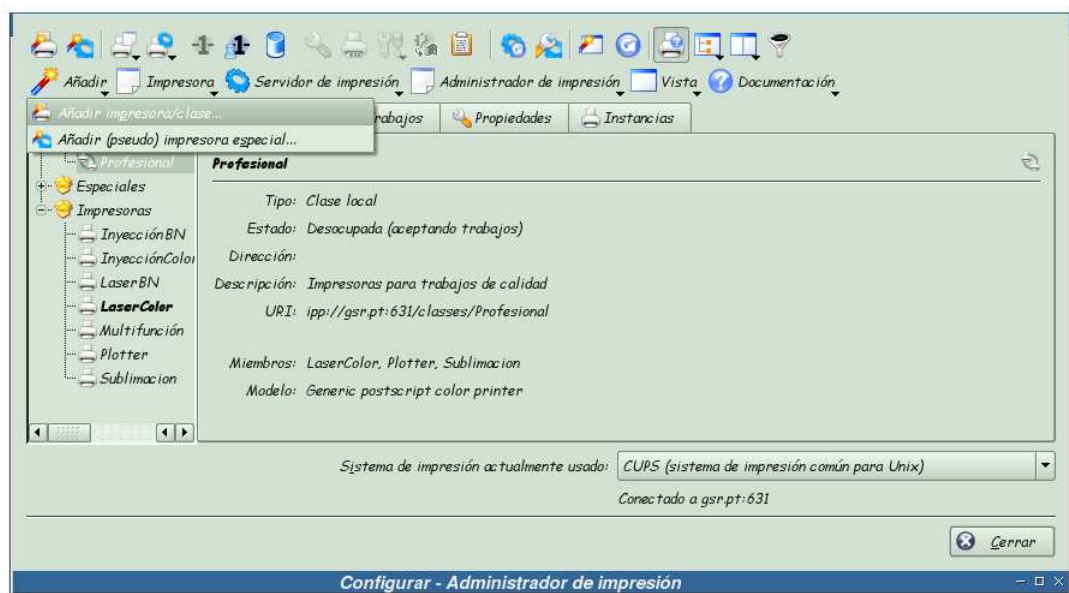 Añadir Impresora Servidor de impresión Administrador de impresión Vista Documentación
Añadir impresora/clase...
Añadir (pseudo) impresora especial...
rabajos Propiedades Instancias
Profesional
Profesional
Especiales
Impresoras
InyecciónBN
InyecciónColor
LaserBN
LaserColor
Multifunción
Plotter
Sublimacion
Tipo: Clase local
Estado: Desocupada (aceptando trabajos)
Dirección:
Descripción: Impresoras para trabajos de calidad
URI: ipp://gsr.pt:631/classes/Profesional
Miembros: LaserColor, Plotter, Sublimacion
Modelo: Generic postscript color printer
Sistema de impresión actualmente usado: CUPS (sistema de impresión común para Unix)
Conectado a gsr.pt:631
Cerrar
Configurar - Administrador de impresión